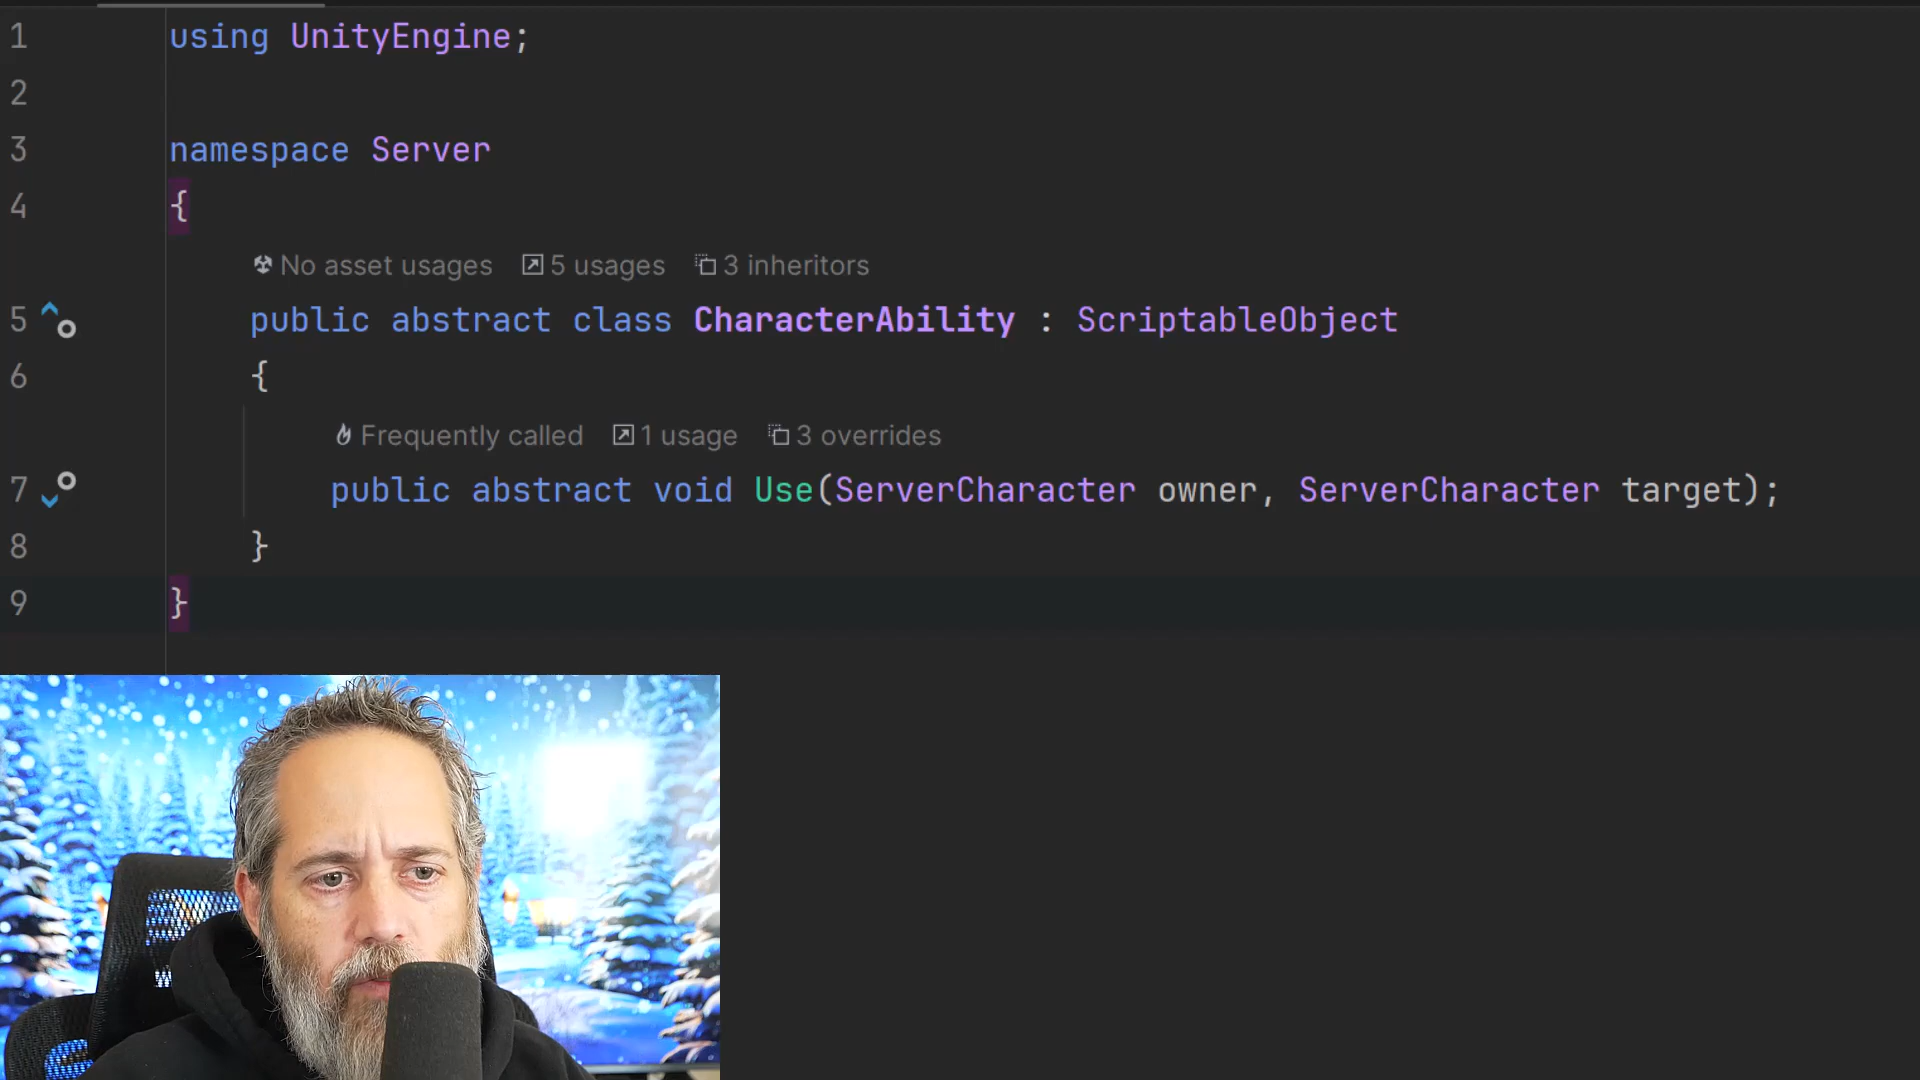 1 using UnityEngine;
2
3 namespace Server
4 {
No asset usages 5 usages 3 inheritors
5 public abstract class CharacterAbility : ScriptableObject
6 {
Frequently called 1 usage 3 overrides
7 public abstract void Use(ServerCharacter owner, ServerCharacter target);
8 }
9 }